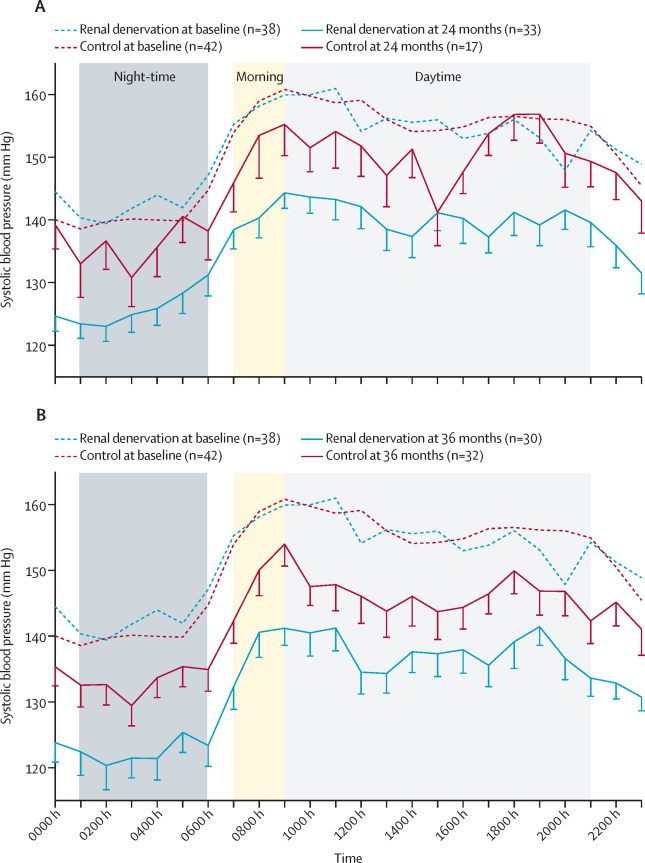 A
Renal denervation at baseline (n=38) Renal denervation at 24 months (n=33)
Control at baseline (n=42) Control at 24 months (n=17)
Night-time Morning Daytime
Systolic blood pressure (mm Hg)
160
150
140
130
120
B
Renal denervation at baseline (n=38) Renal denervation at 36 months (n=30)
Control at baseline (n=42) Control at 36 months (n=32)
Systolic blood pressure (mm Hg)
160
150
140
130
120
0000 h 0200 h 0400 h 0600 h 0800 h 1000 h 1200 h 1400 h 1600 h 1800 h 2000 h 2200 h
Time